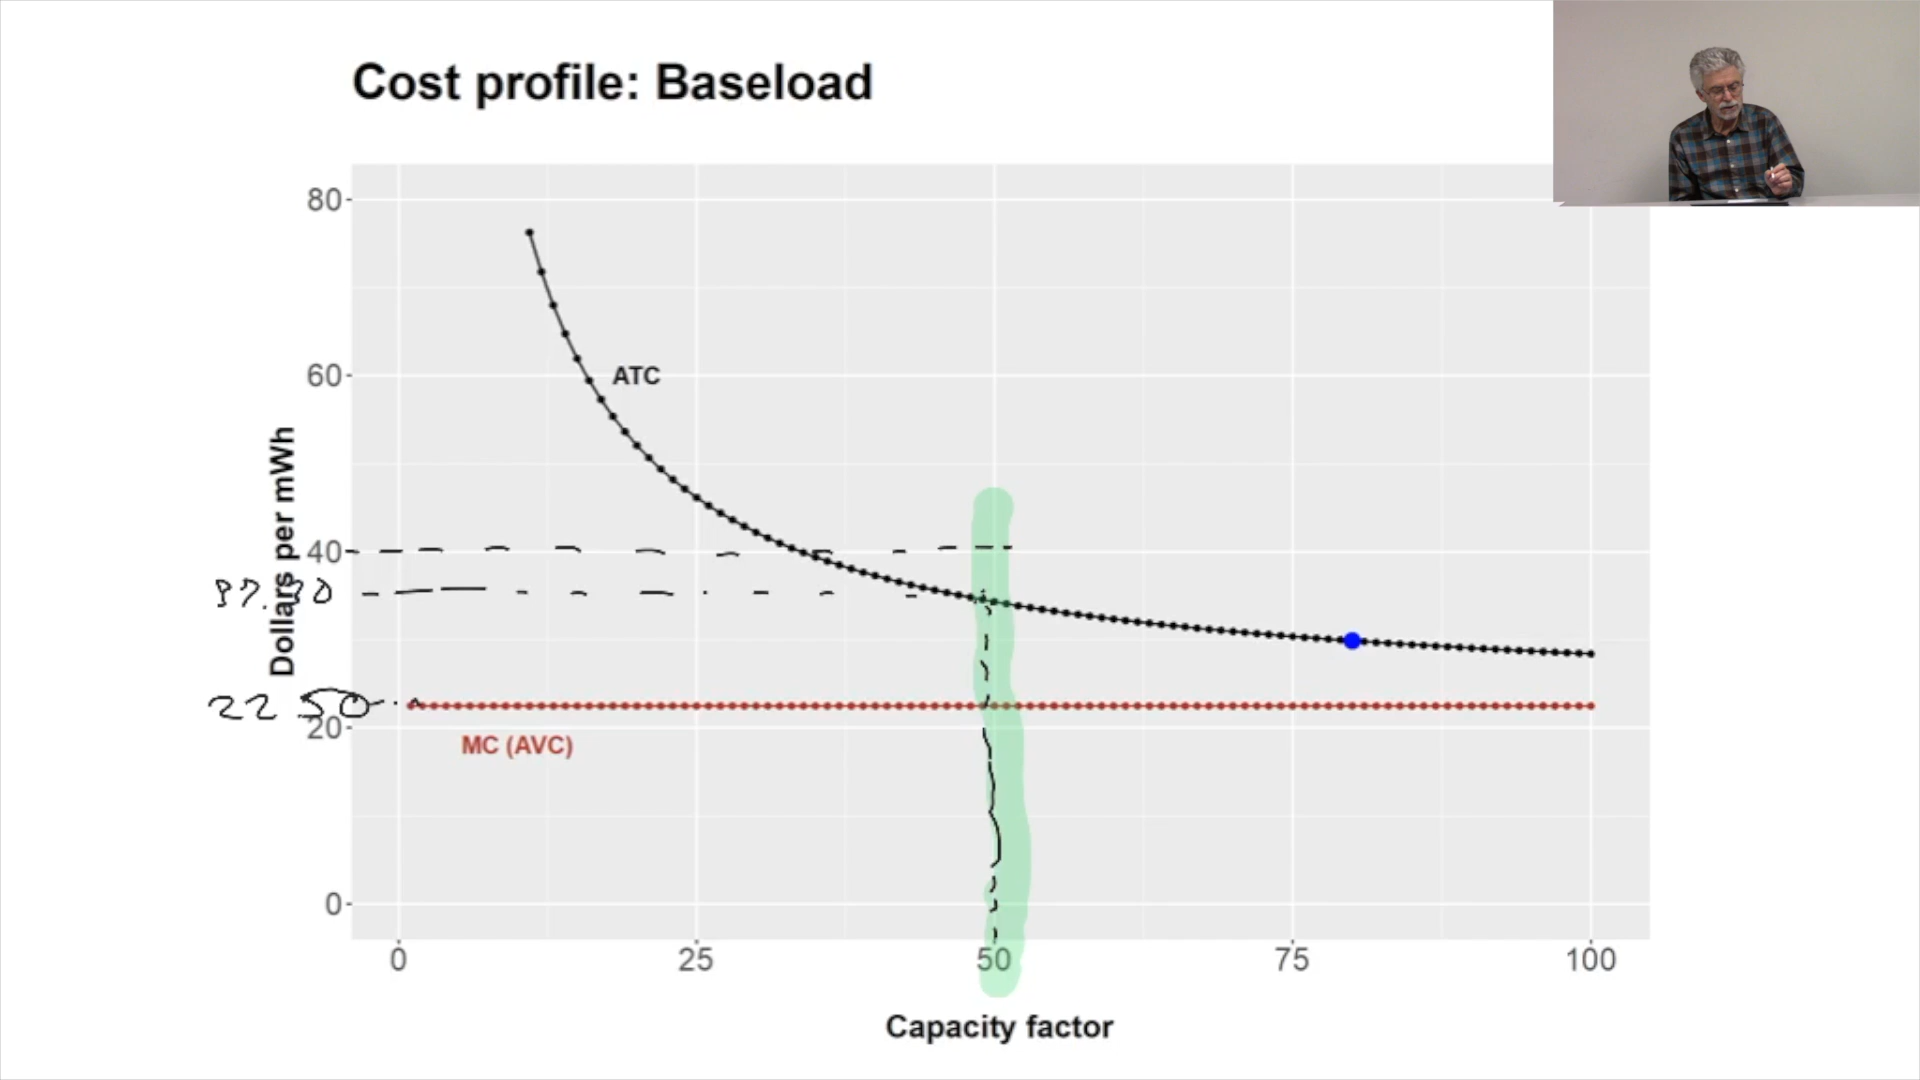 Cost profile: Baseload
80
ATC
60
Dollars per mWh
40
22 50
20
MC (AVC)
0
0 25 50 75 100
Capacity factor